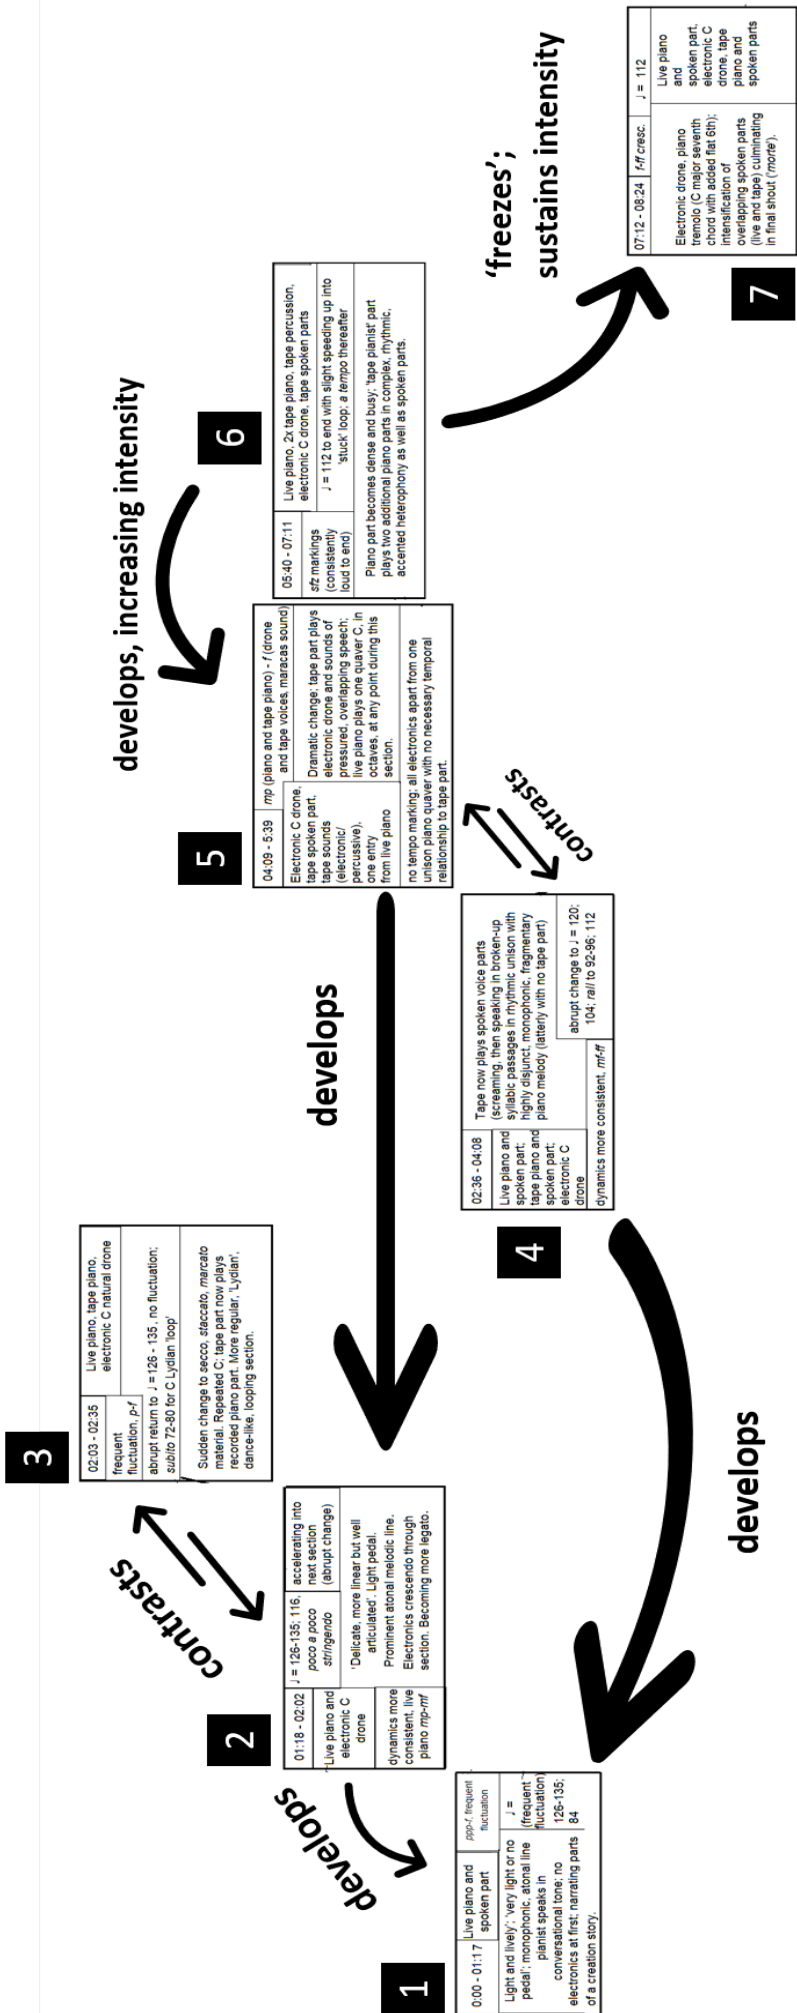 1
0:00 - 01:17
Live piano and
spoken part
ppp-f, frequent
fluctuation
Light and lively'; 'very light or no
pedal'; monophonic, atonal line
pianist speaks in
conversational tone; no
electronics at first; narrating parts
of a creation story.
♩ =
(frequent
fluctuation)
126-135;
84
develops
2
01:18 - 02:02
♩ = 126-135; 116,
poco a poco
stringendo
accelerating into
next section
(abrupt change)
Live piano and
electronic C
drone
'Delicate, more linear but well
articulated'. Light pedal.
Prominent atonal melodic line.
Electronics crescendo through
section. Becoming more legato.
dynamics more
consistent, live
piano mp-mf
contrasts
3
02:03 - 02:35
Live piano, tape piano,
electronic C natural drone
frequent
fluctuation, p-f
abrupt return to ♩ =126 - 135, no fluctuation;
subito 72-80 for C Lydian 'loop'
Sudden change to secco, staccato, marcato
material. Repeated C; tape part now plays
recorded piano part. More regular, 'Lydian',
dance-like, looping section.
develops
4
02:36 - 04:08
Tape now plays spoken voice parts
(screaming, then speaking in broken-up
syllabic passages in rhythmic unison with
highly disjunct, monophonic, fragmentary
piano melody (latterly with no tape part)
Live piano and
spoken part;
tape piano and
spoken part;
electronic C
drone
abrupt change to ♩ = 120;
104; rall to 92-96; 112
dynamics more consistent, mf-ff
develops
contrasts
5
04:09 - 5:39
mp (piano and tape piano) - f (drone
and tape voices, maracas sound)
Electronic C drone,
tape spoken part,
tape sounds
(electronic/
percussive),
one entry
from live piano
Dramatic change; tape part plays
electronic drone and sounds of
pressured, overlapping speech;
live piano plays one quaver C, in
octaves, at any point during this
section.
no tempo marking; all electronics apart from one
unison piano quaver with no necessary temporal
relationship to tape part.
develops, increasing intensity
6
05:40 - 07:11
Live piano, 2x tape piano, tape percussion,
electronic C drone, tape spoken parts
sfz markings
(consistently
loud to end)
♩ = 112 to end with slight speeding up into
'stuck' loop; a tempo thereafter
Piano part becomes dense and busy; 'tape pianist' part
plays two additional piano parts in complex, rhythmic,
accented heterophony as well as spoken parts.
'freezes';
sustains intensity
7
07:12 - 08:24
f-ff cresc.
♩ = 112
Electronic drone, piano
tremolo (C major seventh
chord with added flat 6th);
intensification of
overlapping spoken parts
(live and tape) culminating
in final shout ('morte').
Live piano
and
spoken part,
electronic C
drone, tape
piano and
spoken parts